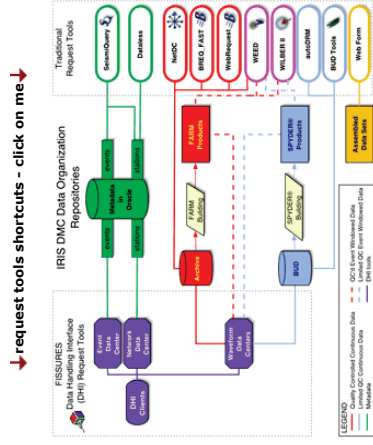 request tools shortcuts - click on me
Traditional
Request Tools
SeismiQuery
Dataless
NetDC
BREQ_FAST
WebRequest
WEED
WILBER II
autoDRM
BUD Tools
Web Form
IRIS DMC Data Organization
Repositories
events
stations
Metadata
in
Oracle
events
stations
FARM
Products
SPYDER®
Products
Assembled
Data Sets
FARM
Building
SPYDER®
Building
Archive
BUD
FISSURES
Data Handling Interface
(DHI) Request Tools
Event
Data
Center
Network
Data
Center
Waveform
Data
Centers
DHI
Clients
LEGEND
Quality Controlled Continuous Data
Limited QC Continuous Data
Metadata
QC'd Event Windowed Data
Limited QC Event Windowed Data
DHI tools